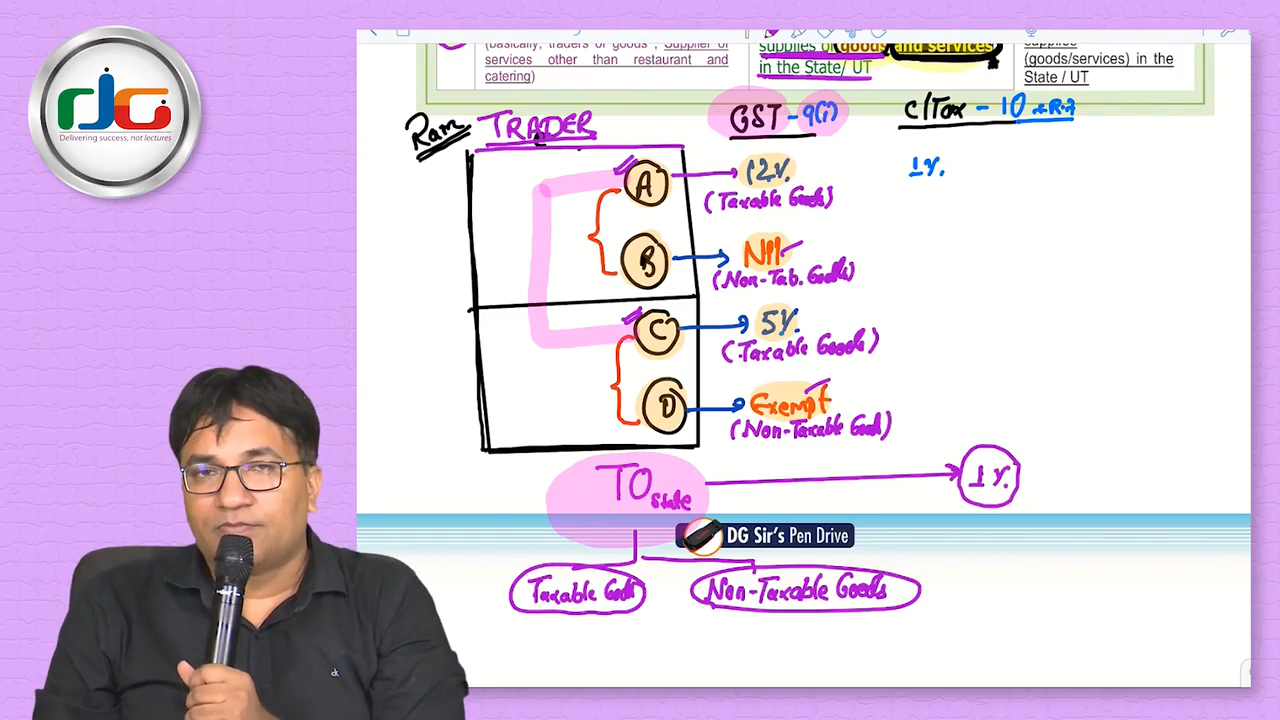 Delivering success, not lectures.
(basically, traders of goods , Supplier of
services other than restaurant and
catering)
supplies of goods and services
in the State/ UT
supplies
(goods/services) in the
State / UT
Ram TRADER
GST - 9(1)
C/Tax - 10
A
12%
1%
(Taxable Goods)
B
Nil
(Non-Tab. Goods)
C
5%
(Taxable Goods)
D
Exempt
(Non-Taxable Goods)
TO State
1%
DG Sir's Pen Drive
Taxable Goods
Non-Taxable Goods